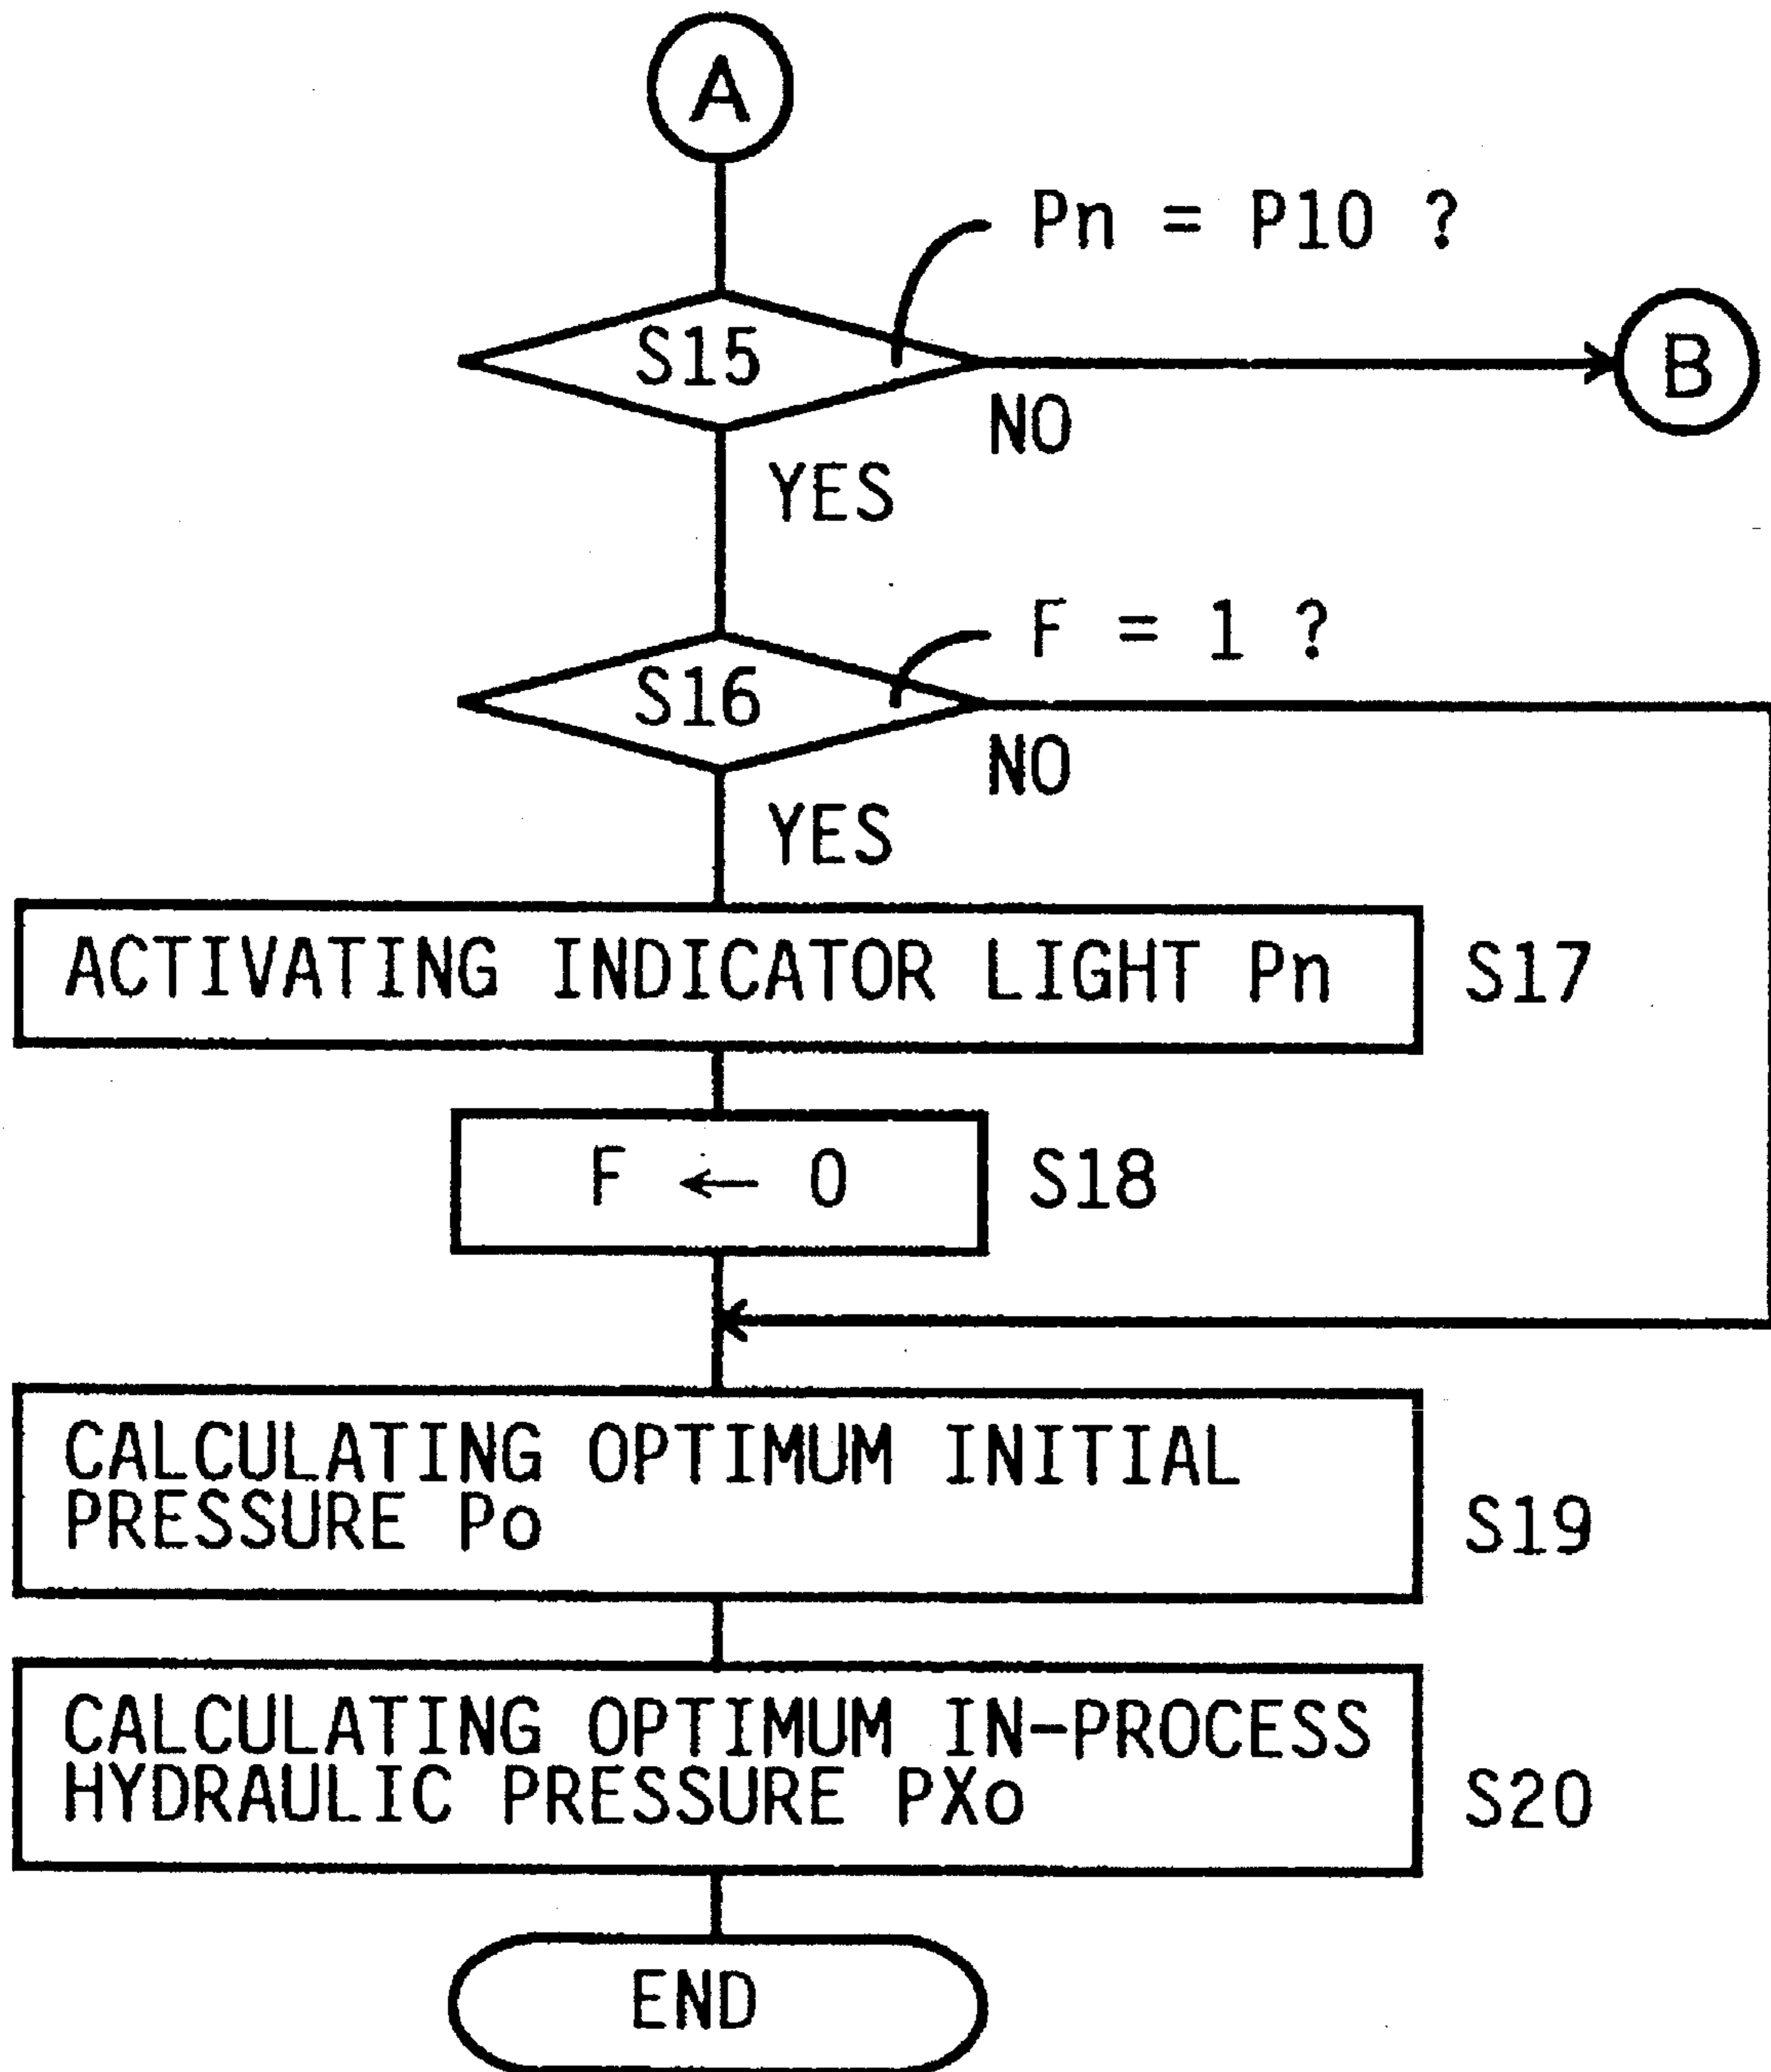 A
Pn = P10 ?
S15
B
NO
YES
F = 1 ?
S16
NO
YES
ACTIVATING INDICATOR LIGHT Pn
S17
F ← 0
S18
CALCULATING OPTIMUM INITIAL
PRESSURE Po
S19
CALCULATING OPTIMUM IN-PROCESS
HYDRAULIC PRESSURE PXo
S20
END